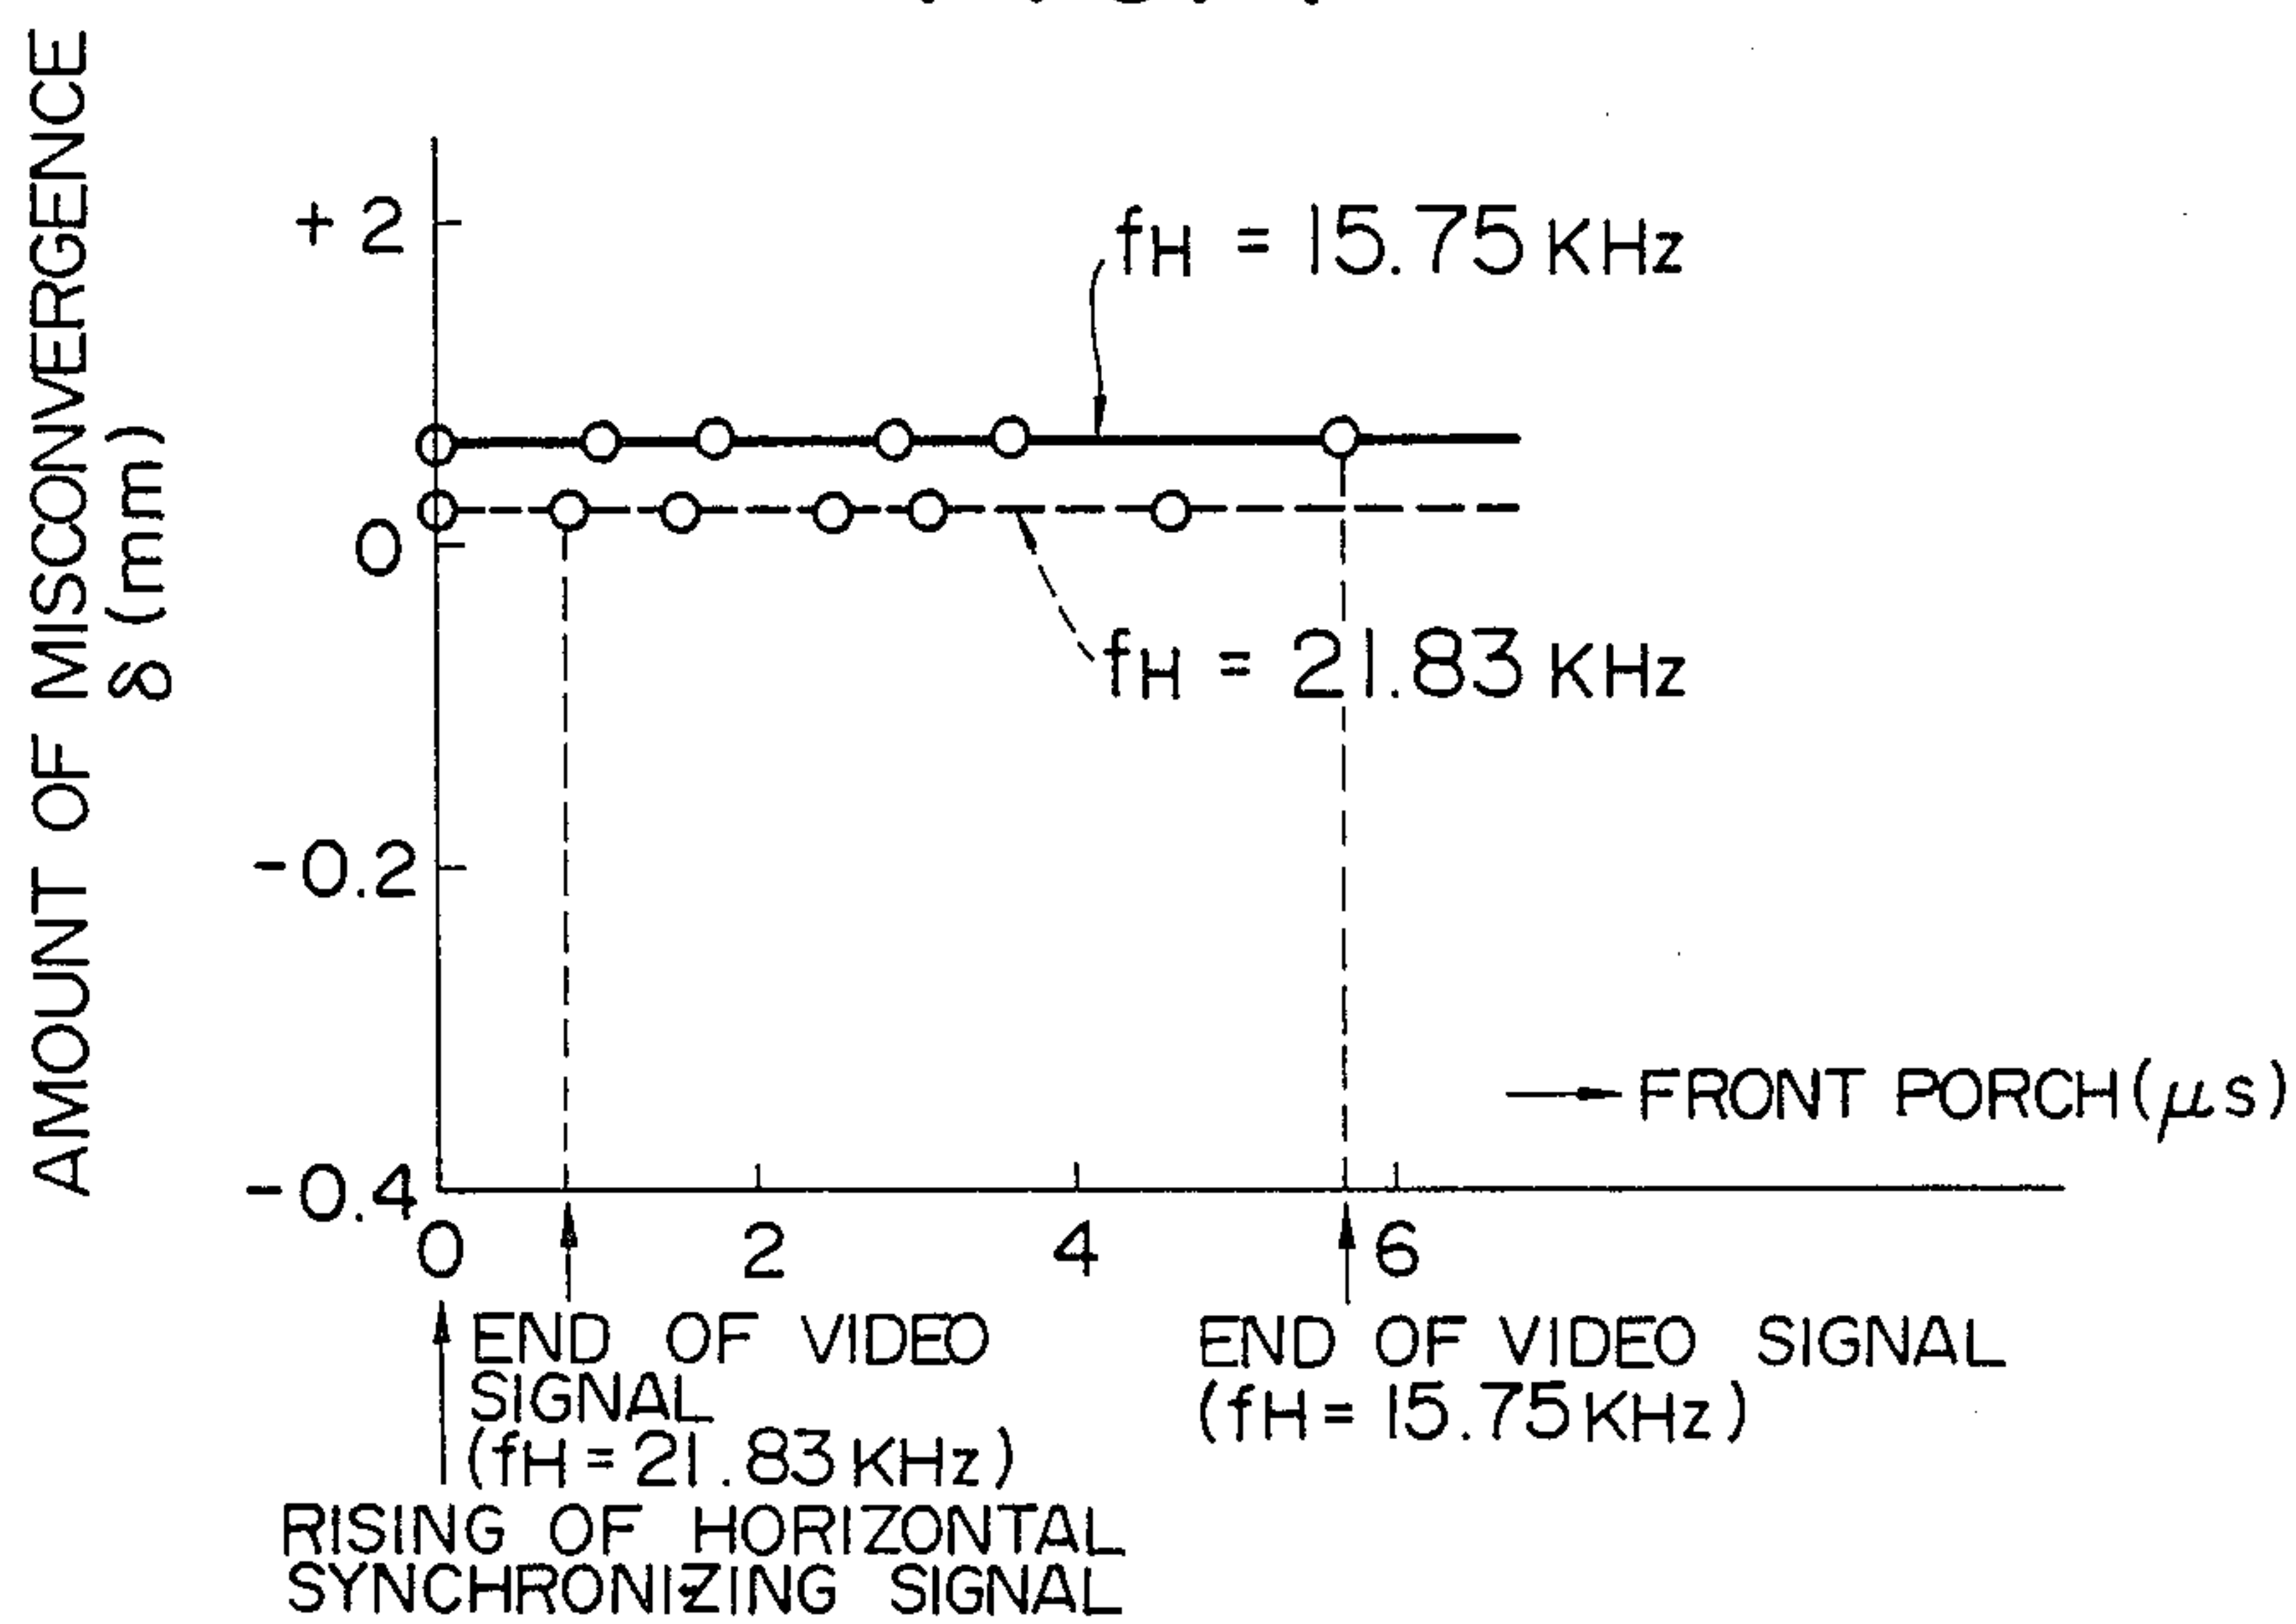 AMOUNT OF MISCONVERGENCE
δ (mm)
+ 2
0
-0.2
-0.4
fH = 15.75 KHz
fH = 21.83 KHz
FRONT PORCH (μs)
0 2 4 6
END OF VIDEO
SIGNAL
(fH = 21.83 KHz)
END OF VIDEO SIGNAL
(fH = 15.75 KHz)
RISING OF HORIZONTAL
SYNCHRONIZING SIGNAL